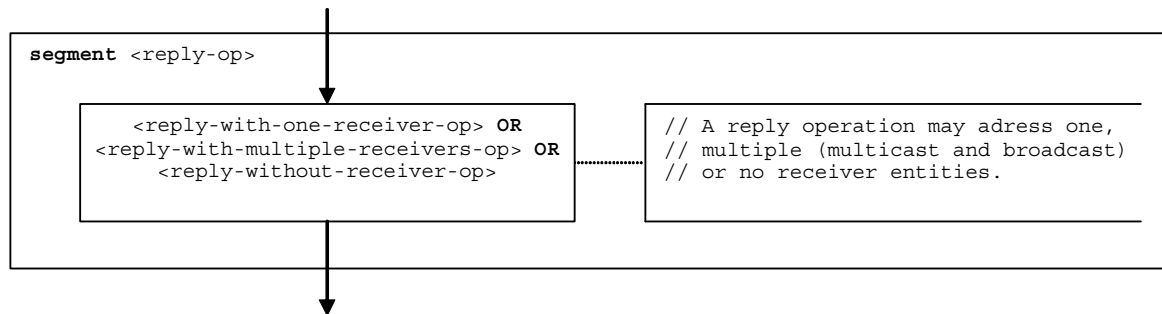 segment <reply-op>
<reply-with-one-receiver-op> OR
<reply-with-multiple-receivers-op> OR
<reply-without-receiver-op>
// A reply operation may adress one,
// multiple (multicast and broadcast)
// or no receiver entities.